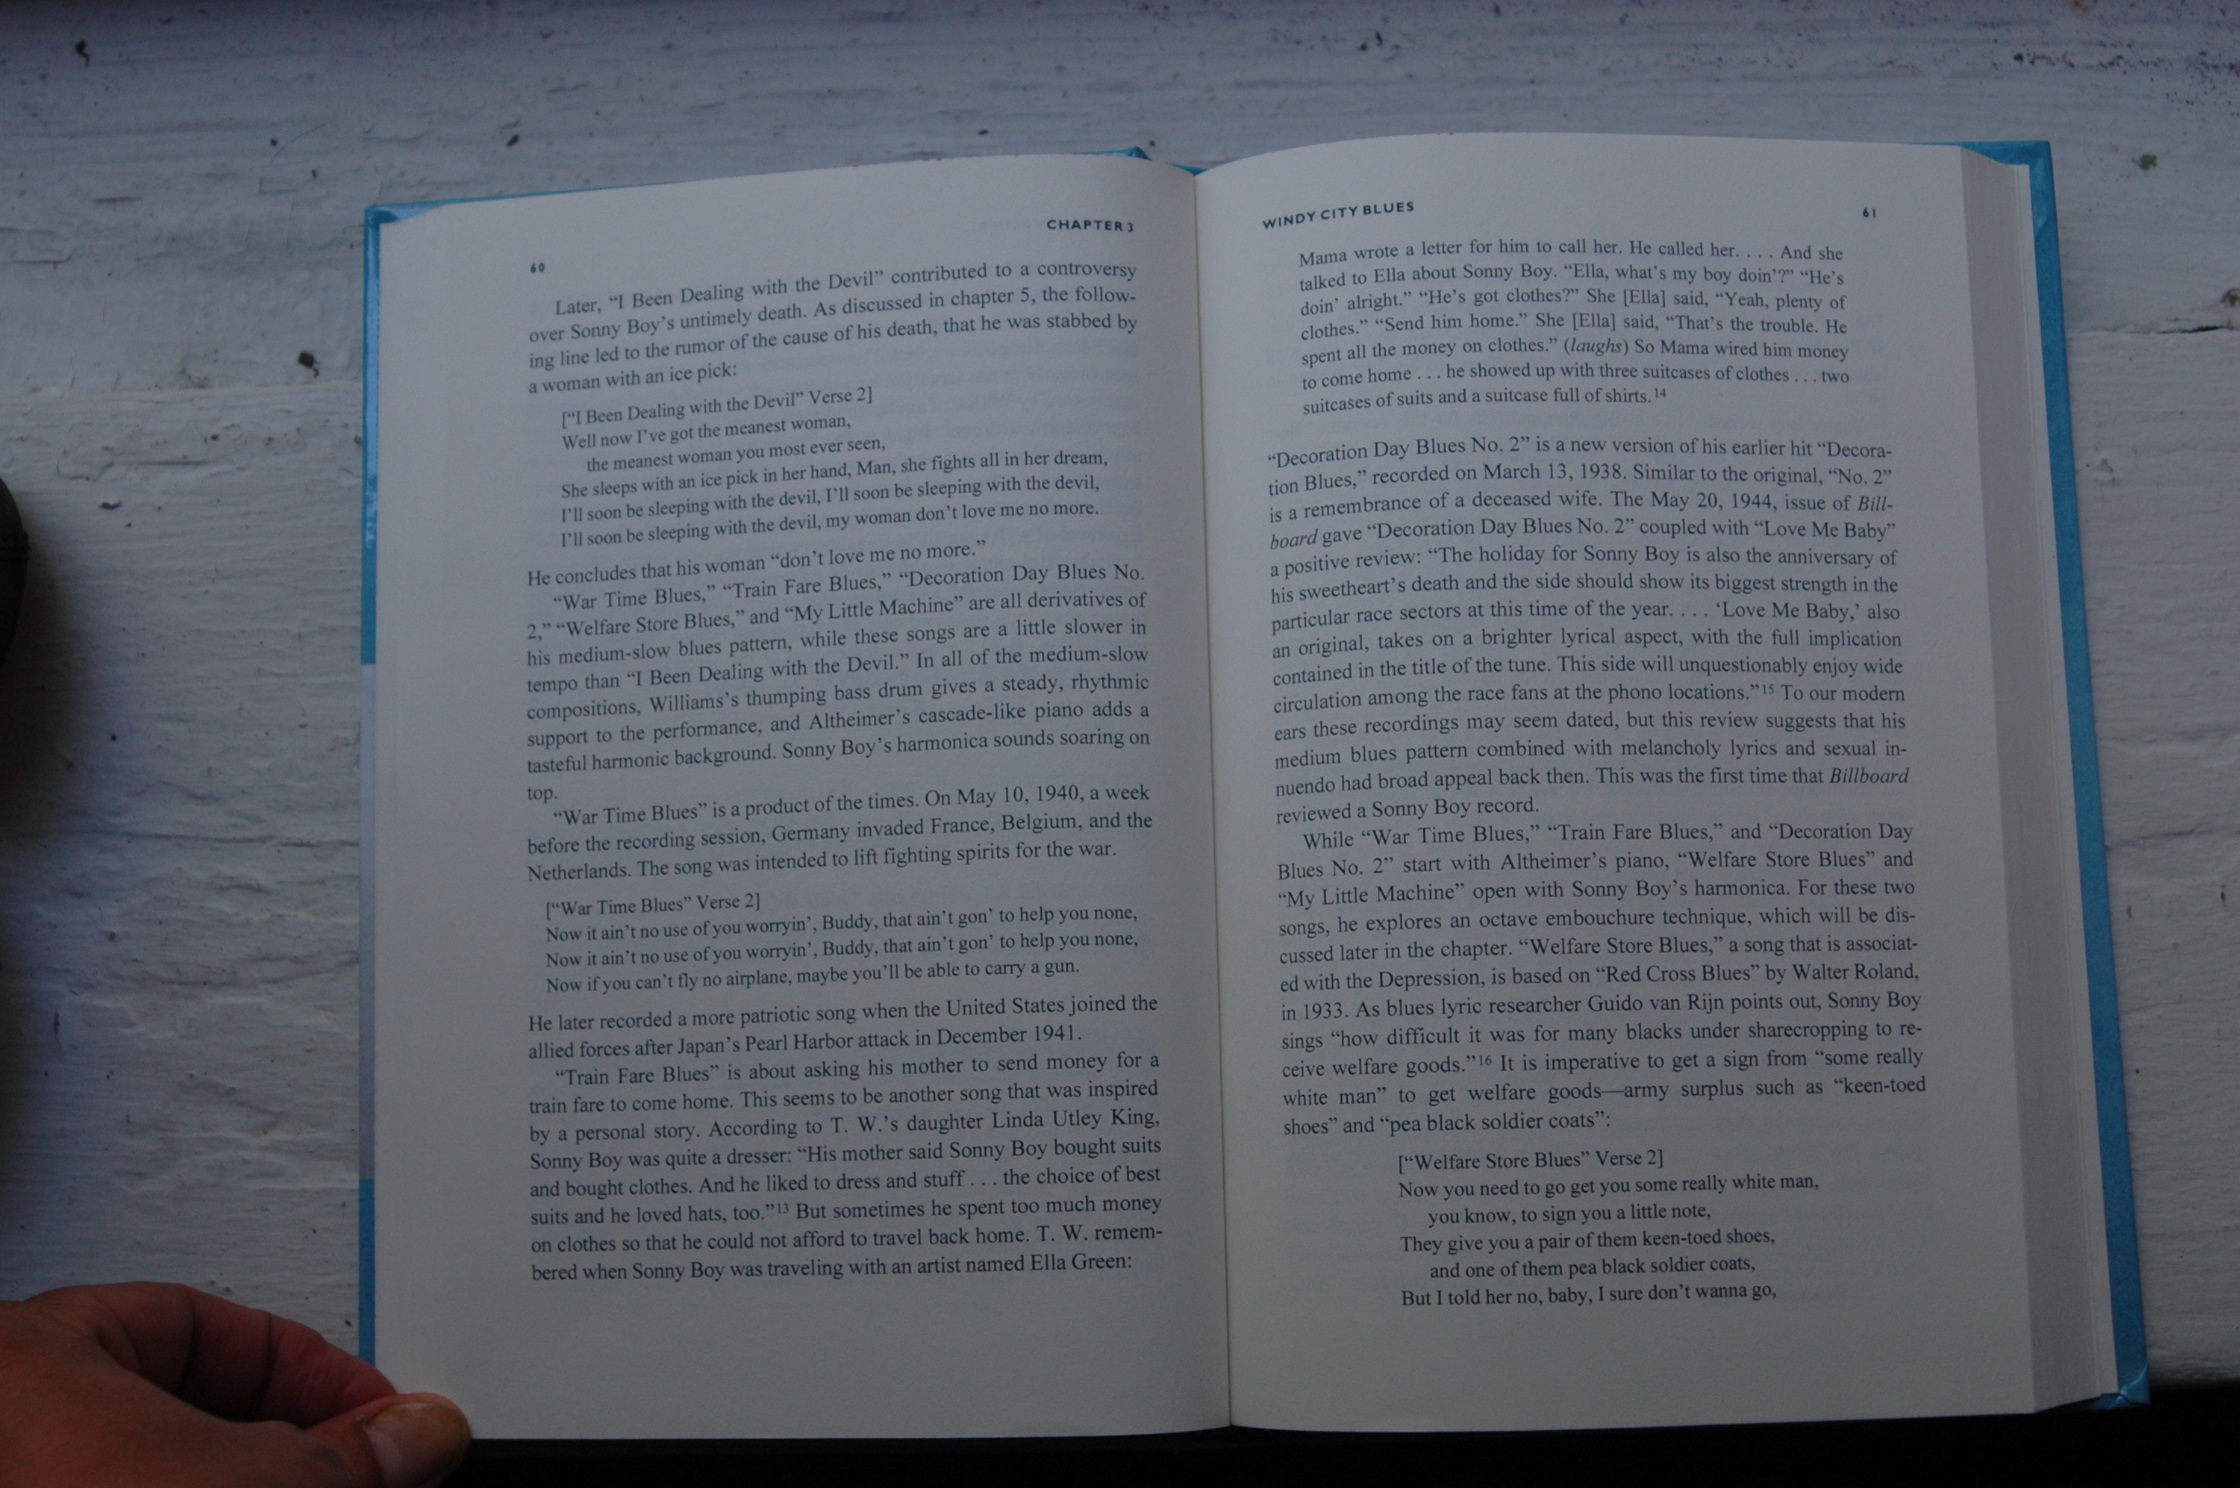 60
CHAPTER 3
Later, “I Been Dealing with the Devil” contributed to a controversy
over Sonny Boy’s untimely death. As discussed in chapter 5, the follow-
ing line led to the rumor of the cause of his death, that he was stabbed by
a woman with an ice pick:
[“I Been Dealing with the Devil” Verse 2]
Well now I’ve got the meanest woman,
the meanest woman you most ever seen,
She sleeps with an ice pick in her hand, Man, she fights all in her dream,
I’ll soon be sleeping with the devil, I’ll soon be sleeping with the devil,
I’ll soon be sleeping with the devil, my woman don’t love me no more.
He concludes that his woman “don’t love me no more.”
“War Time Blues,” “Train Fare Blues,” “Decoration Day Blues No.
2,” “Welfare Store Blues,” and “My Little Machine” are all derivatives of
his medium-slow blues pattern, while these songs are a little slower in
tempo than “I Been Dealing with the Devil.” In all of the medium-slow
compositions, Williams’s thumping bass drum gives a steady, rhythmic
support to the performance, and Altheimer’s cascade-like piano adds a
tasteful harmonic background. Sonny Boy’s harmonica sounds soaring on
top.
“War Time Blues” is a product of the times. On May 10, 1940, a week
before the recording session, Germany invaded France, Belgium, and the
Netherlands. The song was intended to lift fighting spirits for the war.
[“War Time Blues” Verse 2]
Now it ain’t no use of you worryin’, Buddy, that ain’t gon’ to help you none,
Now it ain’t no use of you worryin’, Buddy, that ain’t gon’ to help you none,
Now if you can’t fly no airplane, maybe you’ll be able to carry a gun.
He later recorded a more patriotic song when the United States joined the
allied forces after Japan’s Pearl Harbor attack in December 1941.
“Train Fare Blues” is about asking his mother to send money for a
train fare to come home. This seems to be another song that was inspired
by a personal story. According to T. W.’s daughter Linda Utley King,
Sonny Boy was quite a dresser: “His mother said Sonny Boy bought suits
and bought clothes. And he liked to dress and stuff . . . the choice of best
suits and he loved hats, too.”13 But sometimes he spent too much money
on clothes so that he could not afford to travel back home. T. W. remem-
bered when Sonny Boy was traveling with an artist named Ella Green:
WINDY CITY BLUES
61
Mama wrote a letter for him to call her. He called her. . . . And she
talked to Ella about Sonny Boy. “Ella, what’s my boy doin’?” “He’s
doin’ alright.” “He’s got clothes?” She [Ella] said, “Yeah, plenty of
clothes.” “Send him home.” She [Ella] said, “That’s the trouble. He
spent all the money on clothes.” (laughs) So Mama wired him money
to come home . . . he showed up with three suitcases of clothes . . . two
suitcases of suits and a suitcase full of shirts.14
“Decoration Day Blues No. 2” is a new version of his earlier hit “Decora-
tion Blues,” recorded on March 13, 1938. Similar to the original, “No. 2”
is a remembrance of a deceased wife. The May 20, 1944, issue of Bill-
board gave “Decoration Day Blues No. 2” coupled with “Love Me Baby”
a positive review: “The holiday for Sonny Boy is also the anniversary of
his sweetheart’s death and the side should show its biggest strength in the
particular race sectors at this time of the year. . . . ‘Love Me Baby,’ also
an original, takes on a brighter lyrical aspect, with the full implication
contained in the title of the tune. This side will unquestionably enjoy wide
circulation among the race fans at the phono locations.”15 To our modern
ears these recordings may seem dated, but this review suggests that his
medium blues pattern combined with melancholy lyrics and sexual in-
nuendo had broad appeal back then. This was the first time that Billboard
reviewed a Sonny Boy record.
While “War Time Blues,” “Train Fare Blues,” and “Decoration Day
Blues No. 2” start with Altheimer’s piano, “Welfare Store Blues” and
“My Little Machine” open with Sonny Boy’s harmonica. For these two
songs, he explores an octave embouchure technique, which will be dis-
cussed later in the chapter. “Welfare Store Blues,” a song that is associat-
ed with the Depression, is based on “Red Cross Blues” by Walter Roland,
in 1933. As blues lyric researcher Guido van Rijn points out, Sonny Boy
sings “how difficult it was for many blacks under sharecropping to re-
ceive welfare goods.”16 It is imperative to get a sign from “some really
white man” to get welfare goods—army surplus such as “keen-toed
shoes” and “pea black soldier coats”:
[“Welfare Store Blues” Verse 2]
Now you need to go get you some really white man,
you know, to sign you a little note,
They give you a pair of them keen-toed shoes,
and one of them pea black soldier coats,
But I told her no, baby, I sure don’t wanna go,